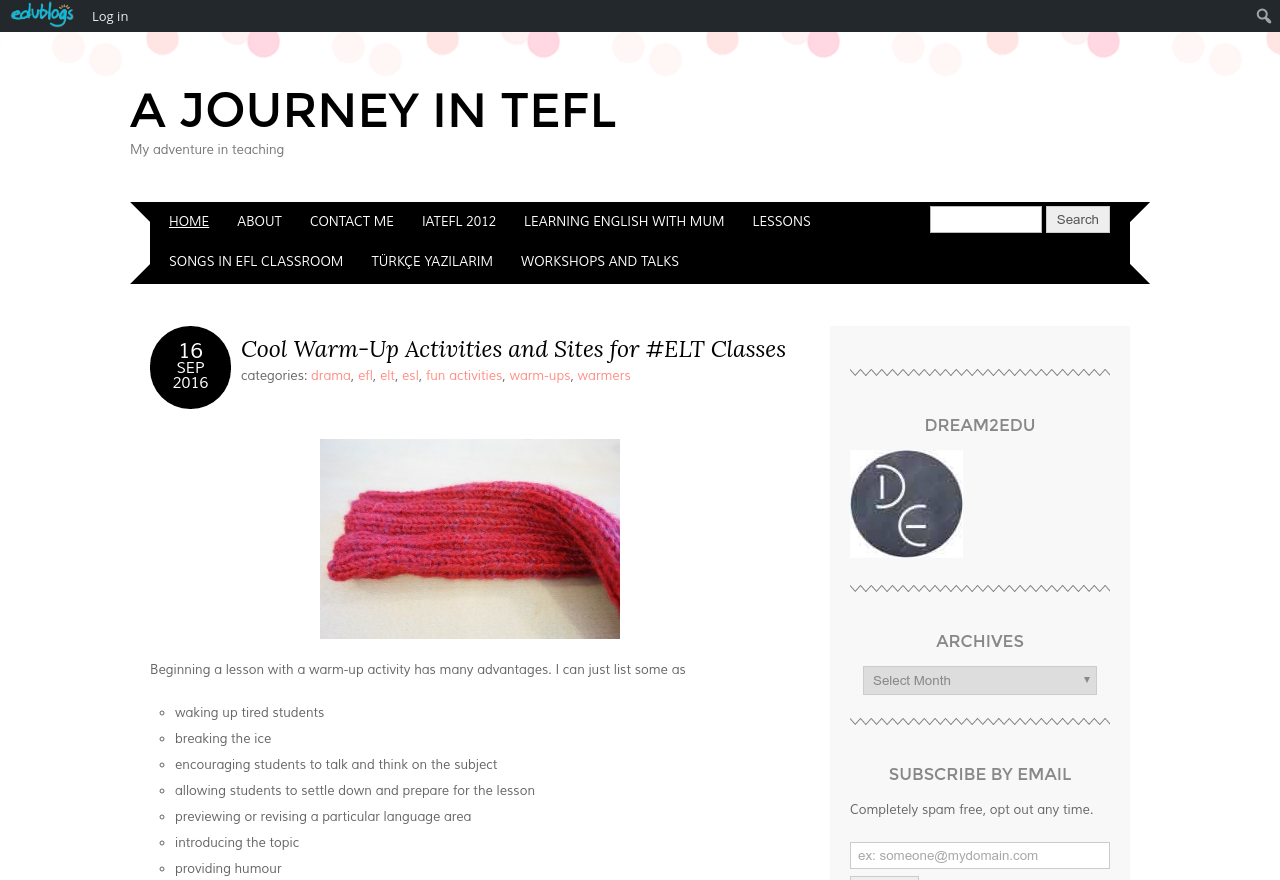 edublogs Log in
A JOURNEY IN TEFL
My adventure in teaching
HOME ABOUT CONTACT ME IATEFL 2012 LEARNING ENGLISH WITH MUM LESSONS
Search
SONGS IN EFL CLASSROOM TÜRKÇE YAZILARIM WORKSHOPS AND TALKS
16
SEP
2016
Cool Warm-Up Activities and Sites for #ELT Classes
categories: drama, efl, elt, esl, fun activities, warm-ups, warmers
Beginning a lesson with a warm-up activity has many advantages. I can just list some as
waking up tired students
breaking the ice
encouraging students to talk and think on the subject
allowing students to settle down and prepare for the lesson
previewing or revising a particular language area
introducing the topic
providing humour
DREAM2EDU
D E
ARCHIVES
Select Month
SUBSCRIBE BY EMAIL
Completely spam free, opt out any time.
ex: someone@mydomain.com